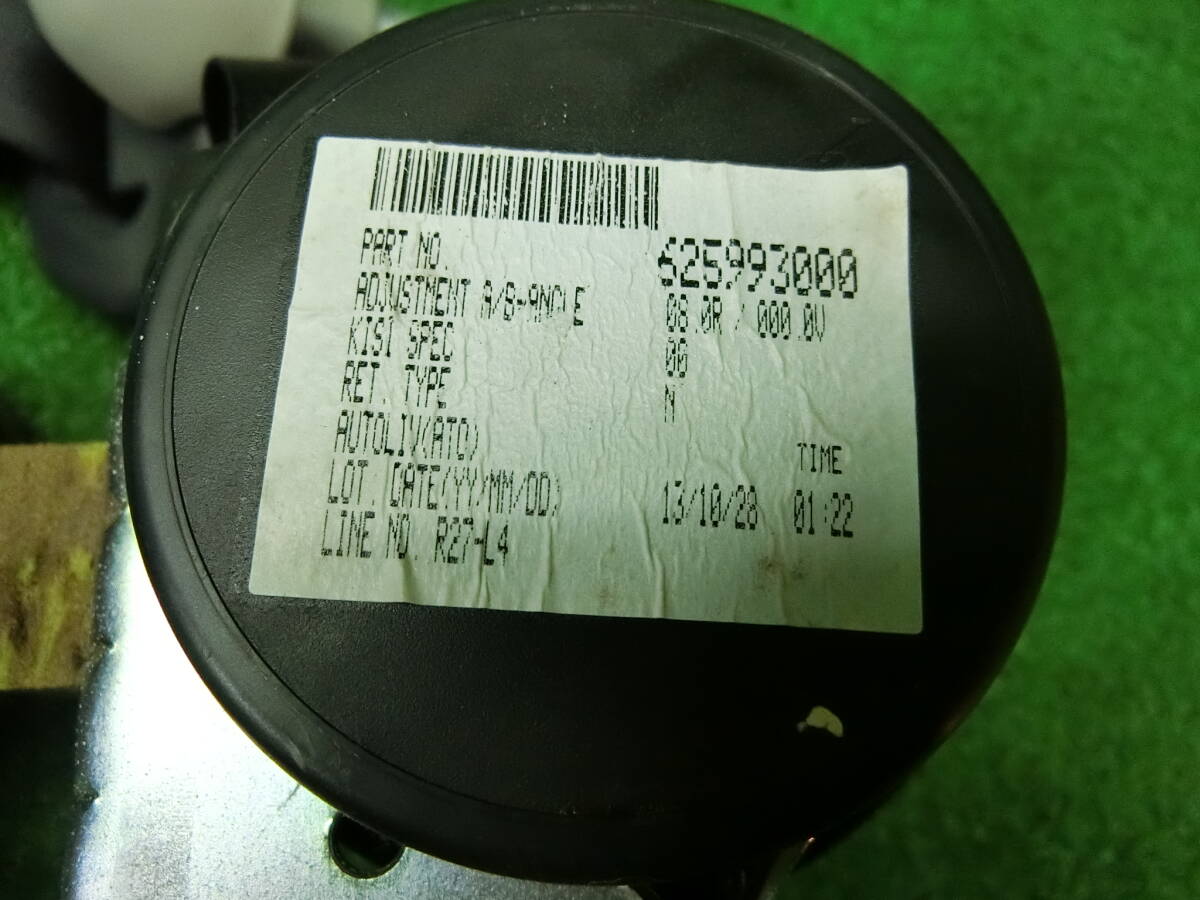 PART NO. 625993000
ADJUSTMENT A/B-ANGLE 08.0R / 000.0V
KISI SPEC 00
RET. TYPE N
AUTOLIV(ATO) TIME
LOT. DATE(YY/MM/DD) 13/10/28 01:22
LINE NO. R27-L4